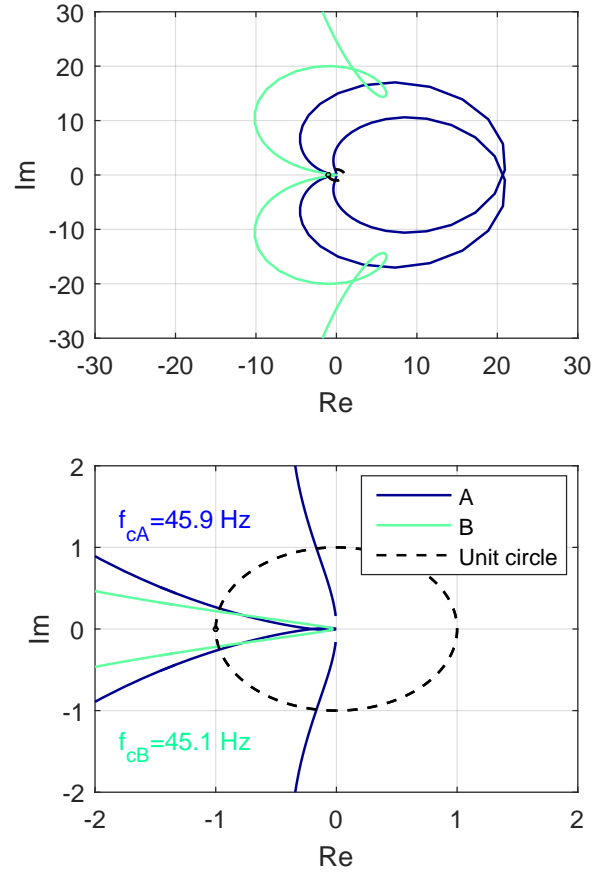 30
20
10
0
-10
-20
-30
-30 -20 -10 0 10 20 30
Im
Re
2
1
0
-1
-2
-2 -1 0 1 2
Im
Re
f_cA=45.9 Hz
f_cB=45.1 Hz
A
B
Unit circle